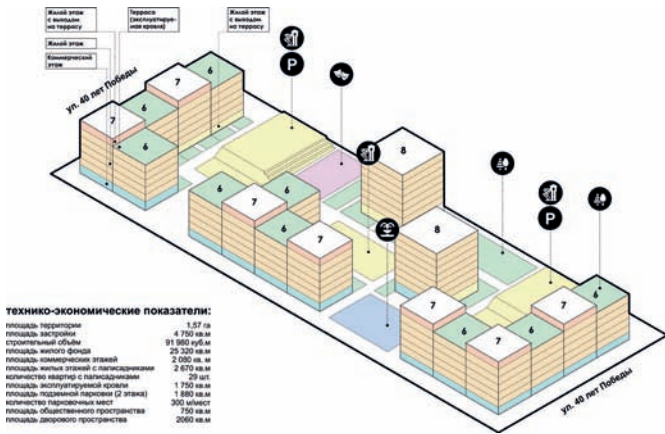 Жилой этаж
с выходом
на террасу
Терраса
(эксплуатируе-
мая кровля)
Жилой этаж
с выходом
на террасу
Жилой этаж
Коммерческий
этаж
ул. 40 лет Победы
6
7
6
7
6
P
8
6
7
6
7
6
8
P
6
7
7
6
6
7
ул. 40 лет Победы
технико-экономические показатели:
площадь территории 1,57 га
площадь застройки 4 750 кв.м
строительный объём 91 980 куб.м
площадь жилого фонда 25 320 кв.м
площадь коммерческих этажей 2 080 кв. м
площадь жилых этажей с палисадниками 2 670 кв.м
количество квартир с палисадниками 29 шт.
площадь эксплуатируемой кровли 1 750 кв.м
площадь подземной парковки (2 этажа) 1 880 кв.м
количество парковочных мест 300 м/мест
площадь общественного пространства 750 кв.м
площадь дворового пространства 2060 кв.м